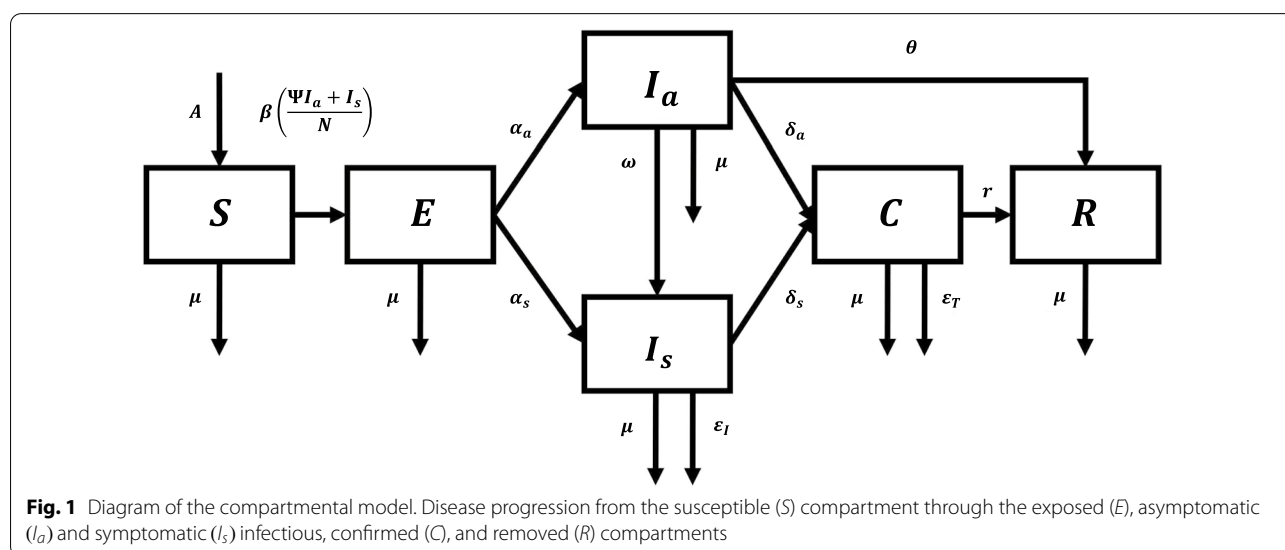 θ
I_a
A
β(ΨI_a + I_s / N)
α_a
δ_a
ω
μ
S
E
C
r
R
μ
μ
α_s
δ_s
μ
ε_T
μ
I_s
μ
ε_I
Fig. 1 Diagram of the compartmental model. Disease progression from the susceptible (S) compartment through the exposed (E), asymptomatic
(I_a) and symptomatic (I_s) infectious, confirmed (C), and removed (R) compartments